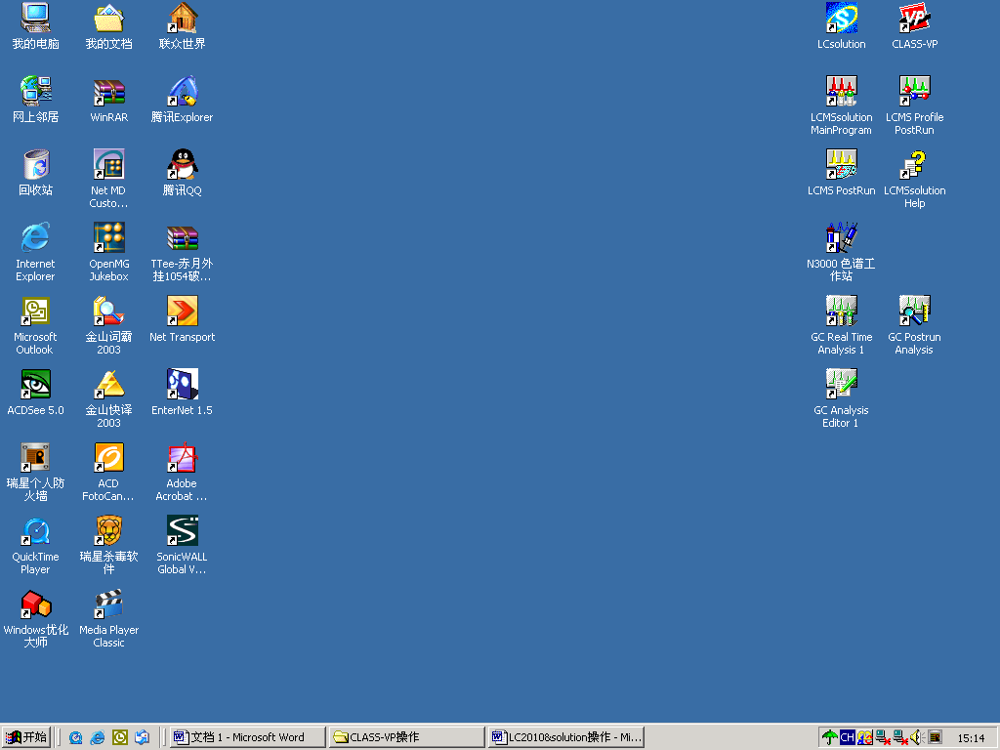 我的电脑
我的文档
联众世界
LCsolution
CLASS-VP
网上邻居
WinRAR
腾讯Explorer
LCMSsolution
MainProgram
LCMS Profile
PostRun
回收站
Net MD
Custo...
腾讯QQ
LCMS PostRun
LCMSsolution
Help
Internet
Explorer
OpenMG
Jukebox
TTee-赤月外
挂1054破...
N3000 色谱工
作站
Microsoft
Outlook
金山词霸
2003
Net Transport
GC Real Time
Analysis 1
GC Postrun
Analysis
ACDSee 5.0
金山快译
2003
EnterNet 1.5
GC Analysis
Editor 1
瑞星个人防
火墙
ACD
FotoCan...
Adobe
Acrobat ...
QuickTime
Player
瑞星杀毒软
件
SonicWALL
Global V...
Windows优化
大师
Media Player
Classic
开始
文档 1 - Microsoft Word
CLASS-VP操作
LC2010&solution操作 - Mi...
CH
15:14